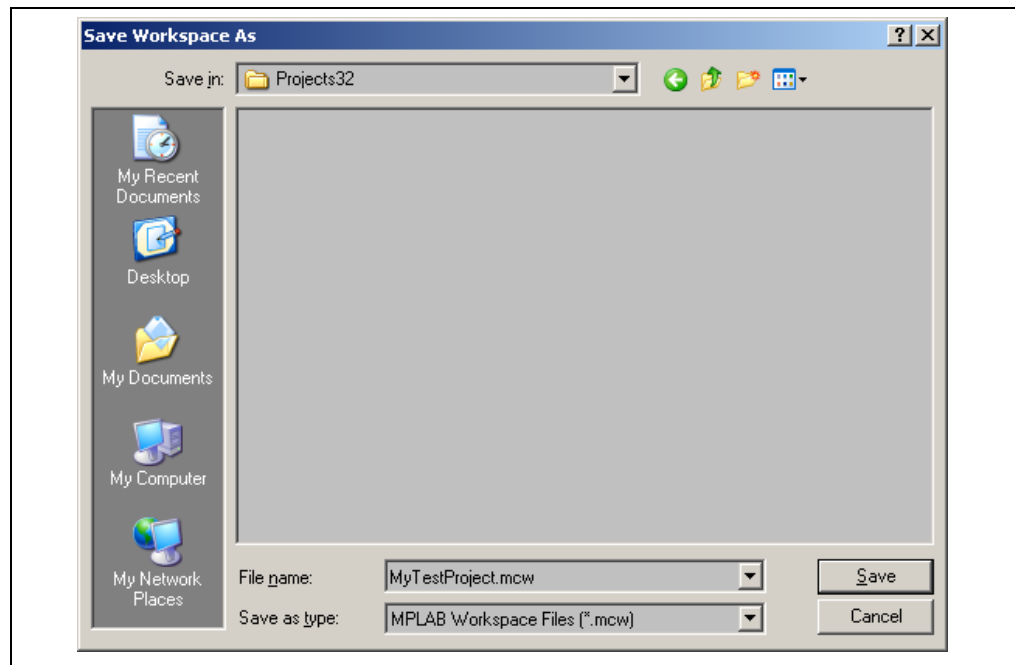 Save Workspace As
Save in: Projects32
My Recent
Documents
Desktop
My Documents
My Computer
My Network
Places
File name: MyTestProject.mcw Save
Save as type: MPLAB Workspace Files (*.mcw) Cancel